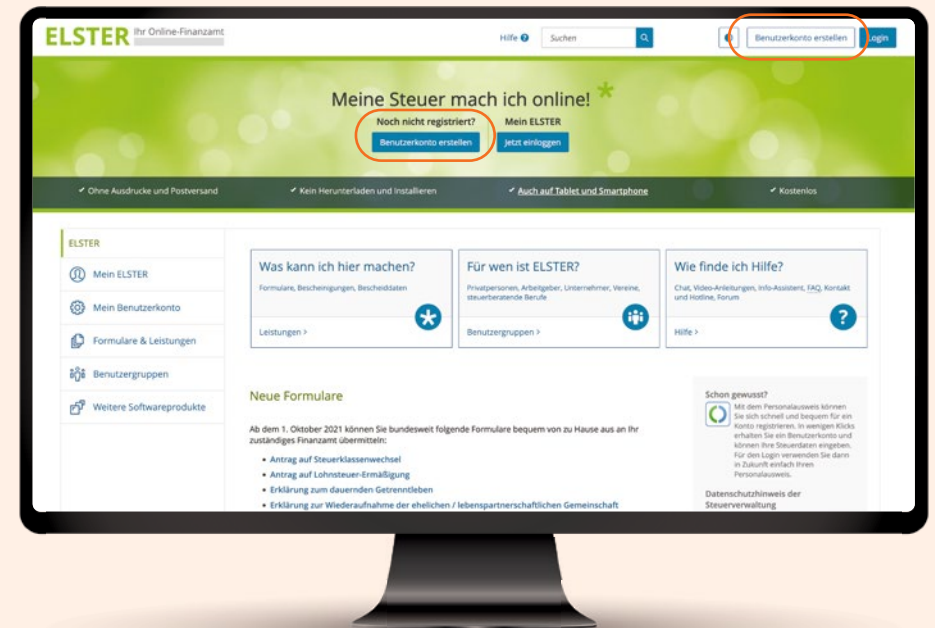 ELSTER Ihr Online-Finanzamt
Hilfe
Suchen
Benutzerkonto erstellen
Login
Meine Steuer mach ich online!
Noch nicht registriert?
Mein ELSTER
Benutzerkonto erstellen
Jetzt einloggen
✔ Ohne Ausdrucke und Postversand
✔ Kein Herunterladen und Installieren
✔ Auch auf Tablet und Smartphone
✔ Kostenlos
ELSTER
Mein ELSTER
Mein Benutzerkonto
Formulare & Leistungen
Benutzergruppen
Weitere Softwareprodukte
Was kann ich hier machen?
Formulare, Bescheinigungen, Bescheiddaten
Leistungen >
Für wen ist ELSTER?
Privatpersonen, Arbeitgeber, Unternehmer, Vereine,
steuerberatende Berufe
Benutzergruppen >
Wie finde ich Hilfe?
Chat, Video-Anleitungen, Info-Assistent, FAQ, Kontakt
und Hotline, Forum
Hilfe >
Neue Formulare
Ab dem 1. Oktober 2021 können Sie bundesweit folgende Formulare bequem von zu Hause aus an Ihr
zuständiges Finanzamt übermitteln:
• Antrag auf Steuerklassenwechsel
• Antrag auf Lohnsteuer-Ermäßigung
• Erklärung zum dauernden Getrenntleben
• Erklärung zur Wiederaufnahme der ehelichen / lebenspartnerschaftlichen Gemeinschaft
Schon gewusst?
Mit dem Personalausweis können
Sie sich schnell und bequem für ein
Konto registrieren. In wenigen Klicks
erhalten Sie ein Benutzerkonto und
können Ihre Steuerdaten eingeben.
Für den Login verwenden Sie dann
in Zukunft einfach Ihren
Personalausweis.
Datenschutzhinweis der
Steuerverwaltung